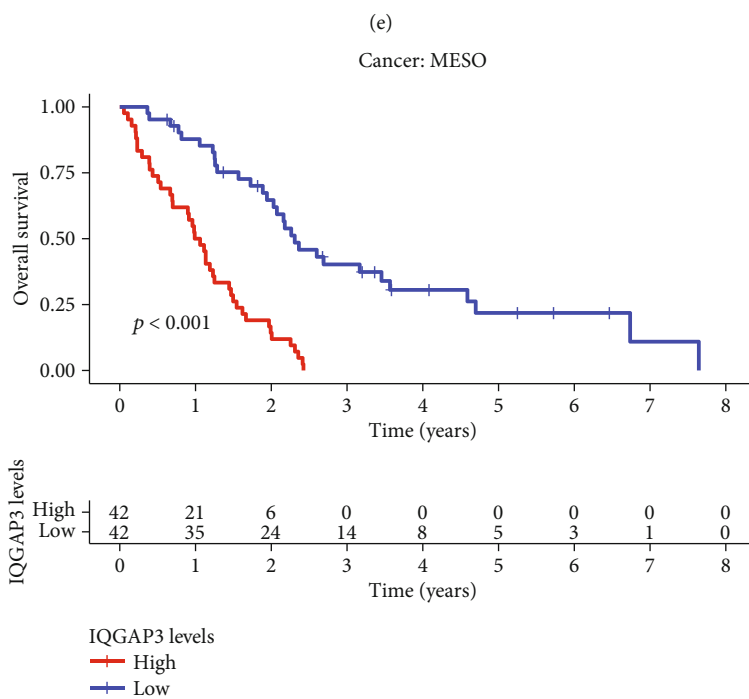 (e)
Cancer: MESO
Overall survival
1.00
0.75
0.50
0.25
0.00
p < 0.001
0 1 2 3 4 5 6 7 8
Time (years)
IQGAP3 levels
High 42 21 6 0 0 0 0 0 0
Low 42 35 24 14 8 5 3 1 0
0 1 2 3 4 5 6 7 8
Time (years)
IQGAP3 levels
High
Low